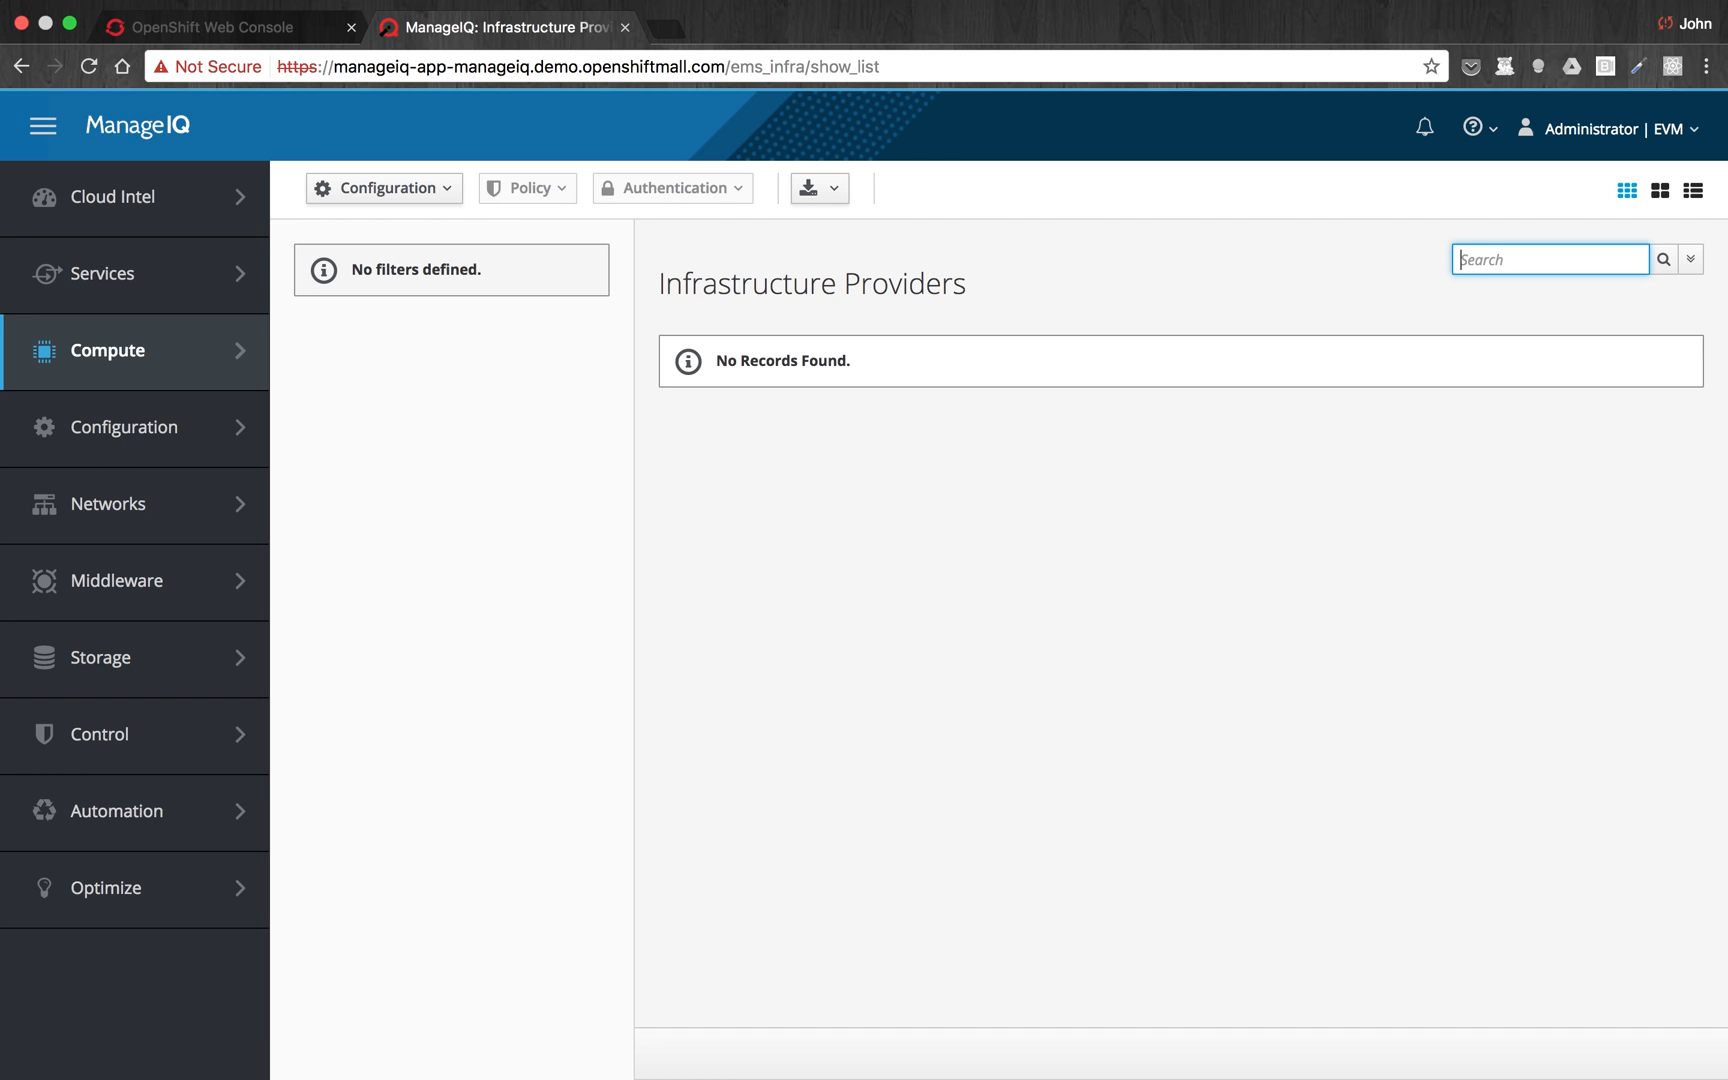 OpenShift Web Console
ManageIQ: Infrastructure Provi
John
Not Secure
https://manageiq-app-manageiq.demo.openshiftmall.com/ems_infra/show_list
ManageIQ
Administrator | EVM
Cloud Intel
Services
Compute
Configuration
Networks
Middleware
Storage
Control
Automation
Optimize
Configuration
Policy
Authentication
No filters defined.
Search
Infrastructure Providers
No Records Found.